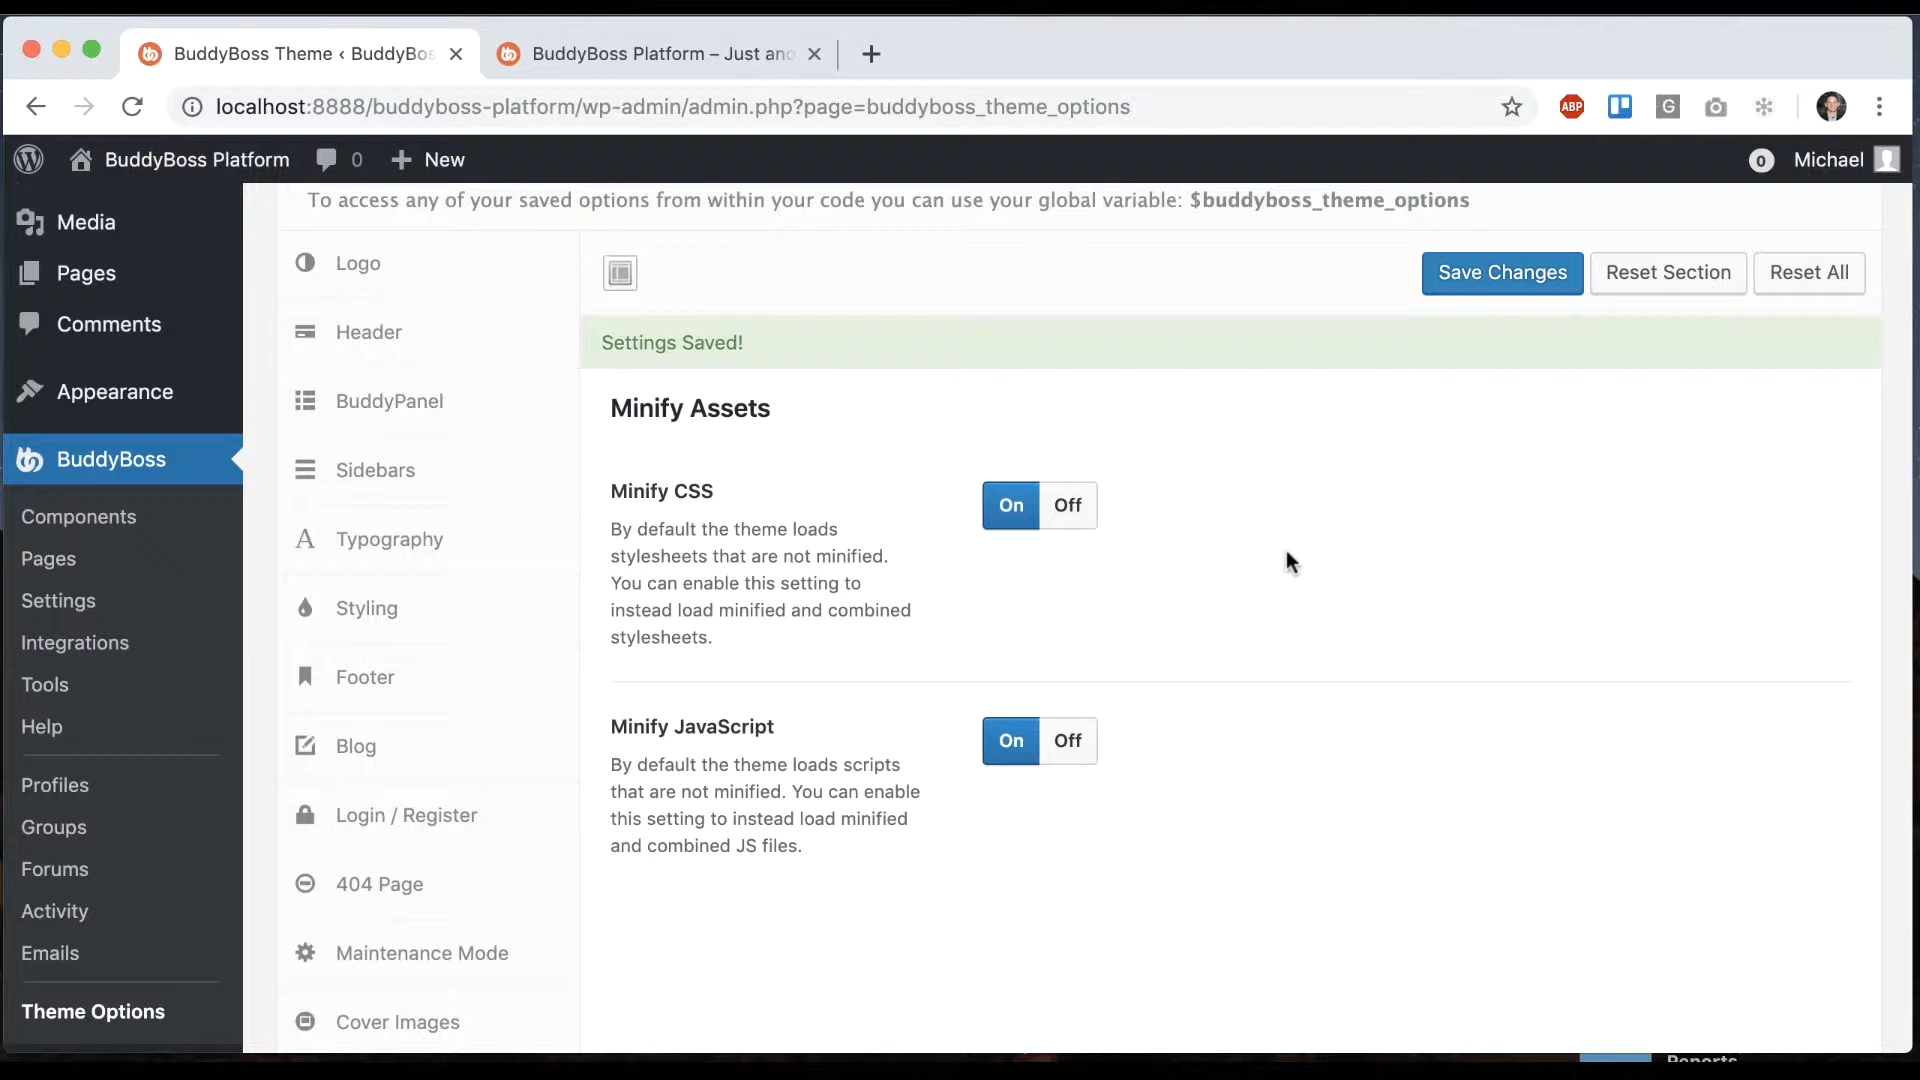 BuddyBoss Theme ‹ BuddyBos
BuddyBoss Platform – Just and
localhost:8888/buddyboss-platform/wp-admin/admin.php?page=buddyboss_theme_options
ABP
G
BuddyBoss Platform
0
New
0
Michael
Media
Pages
Comments
Appearance
BuddyBoss
Components
Pages
Settings
Integrations
Tools
Help
Profiles
Groups
Forums
Activity
Emails
Theme Options
To access any of your saved options from within your code you can use your global variable: $buddyboss_theme_options
Logo
Header
BuddyPanel
Sidebars
Typography
Styling
Footer
Blog
Login / Register
404 Page
Maintenance Mode
Cover Images
Save Changes
Reset Section
Reset All
Settings Saved!
Minify Assets
Minify CSS
On
Off
By default the theme loads
stylesheets that are not minified.
You can enable this setting to
instead load minified and combined
stylesheets.
Minify JavaScript
On
Off
By default the theme loads scripts
that are not minified. You can enable
this setting to instead load minified
and combined JS files.
Reports